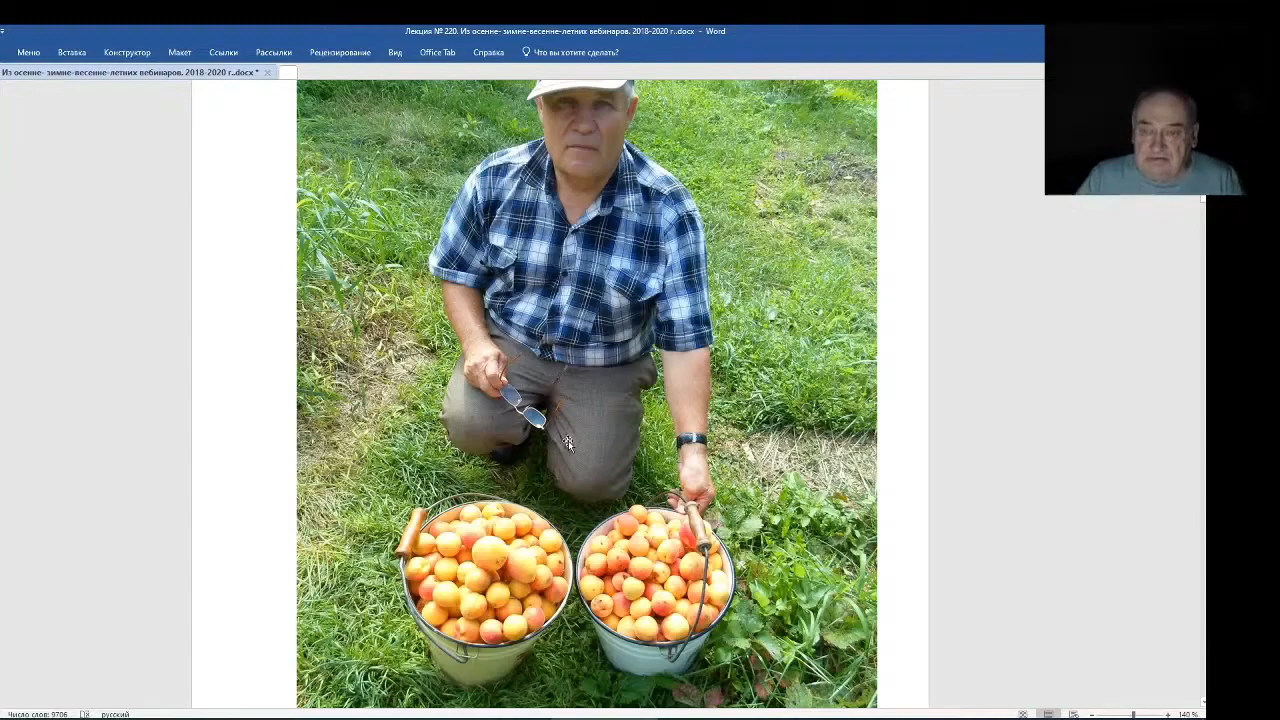 Лекция № 220. Из осенне- зимне-весенне-летних вебинаров. 2018-2020 г..docx - Word
Меню Вставка Конструктор Макет Ссылки Рассылки Рецензирование Вид Office Tab Справка Что вы хотите сделать?
Из осенне- зимне-весенне-летних вебинаров. 2018-2020 г..docx *
Число слов: 9706 русский 140 %